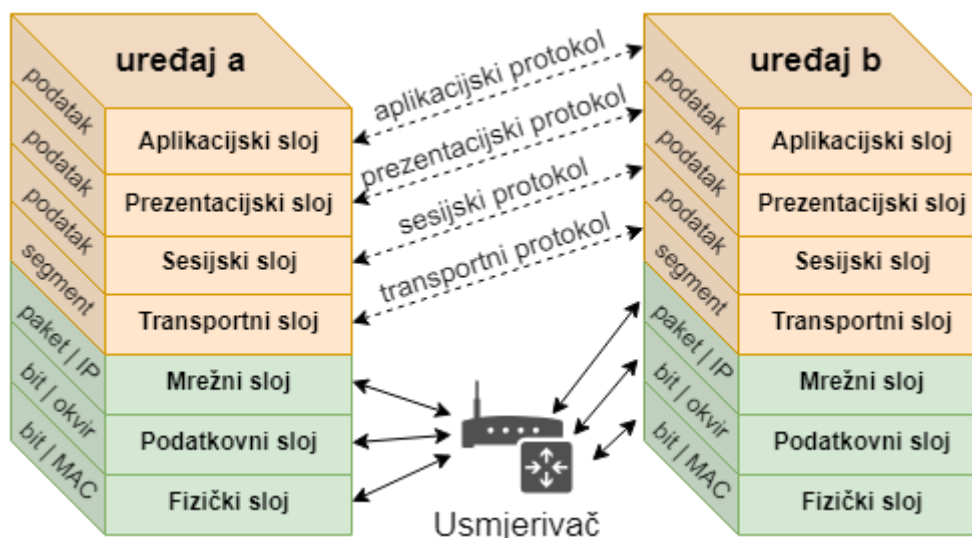 uređaj a
podatak
podatak
podatak
segment
paket | IP
bit | okvir
bit | MAC
Aplikacijski sloj
Prezentacijski sloj
Sesijski sloj
Transportni sloj
Mrežni sloj
Podatkovni sloj
Fizički sloj
aplikacijski protokol
prezentacijski protokol
sesijski protokol
transportni protokol
Usmjerivač
uređaj b
podatak
podatak
podatak
segment
paket | IP
bit | okvir
bit | MAC
Aplikacijski sloj
Prezentacijski sloj
Sesijski sloj
Transportni sloj
Mrežni sloj
Podatkovni sloj
Fizički sloj